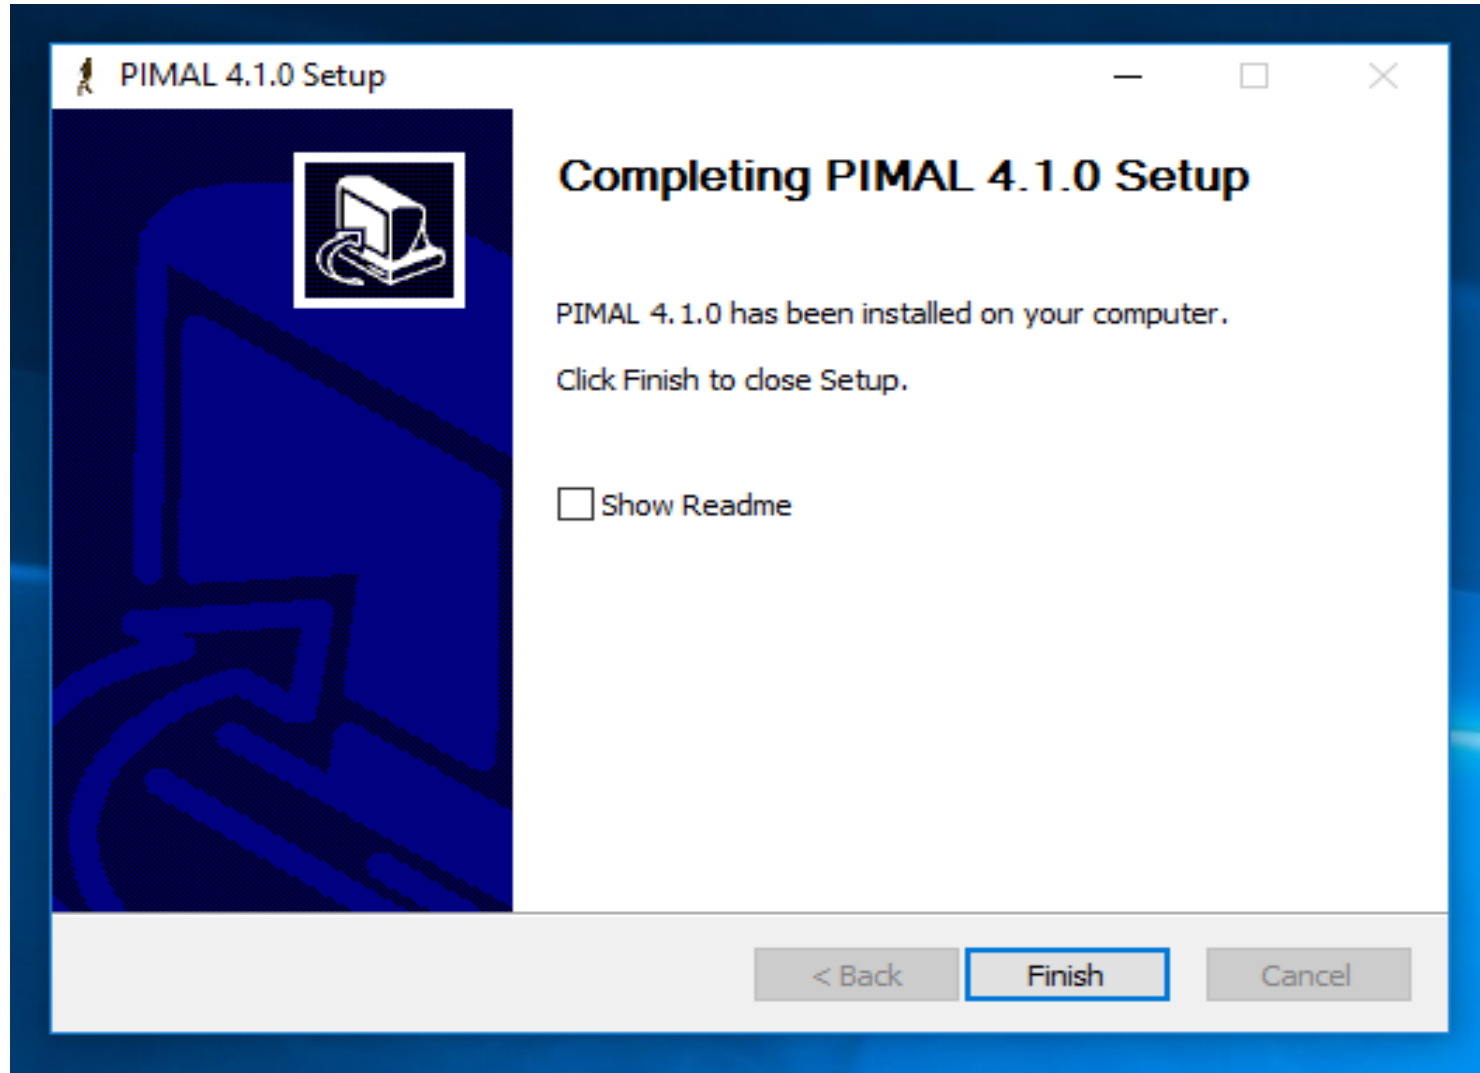 PIMAL 4.1.0 Setup
Completing PIMAL 4.1.0 Setup
PIMAL 4.1.0 has been installed on your computer.
Click Finish to close Setup.
Show Readme
< Back
Finish
Cancel